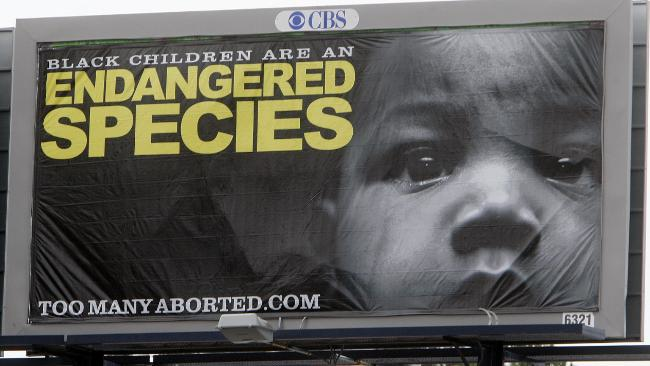 CBS
BLACK CHILDREN ARE AN
ENDANGERED
SPECIES
TOOMANYABORTED.COM
6321